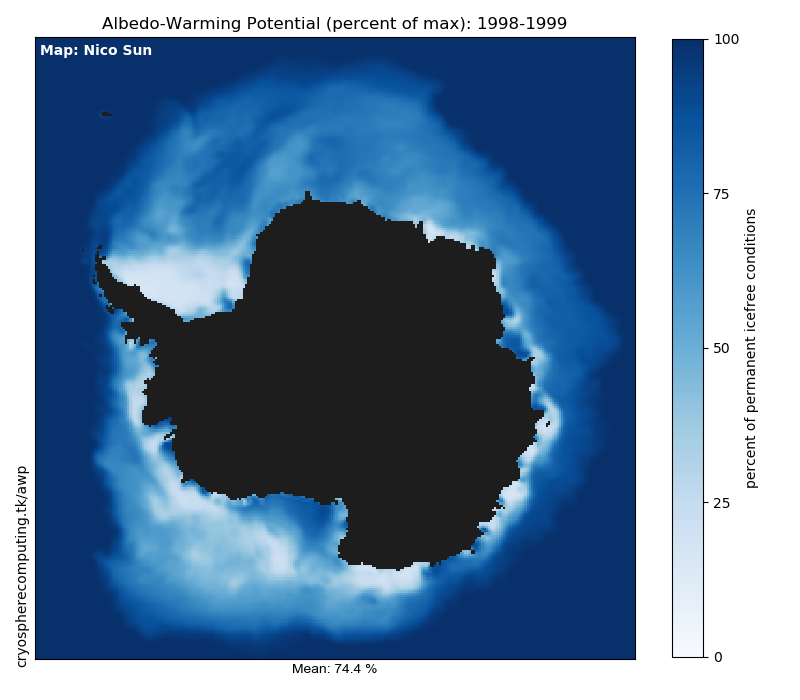 Albedo-Warming Potential (percent of max): 1998-1999
Map: Nico Sun
100
75
50
25
0
percent of permanent icefree conditions
cryospherecomputing.tk/awp
Mean: 74.4 %